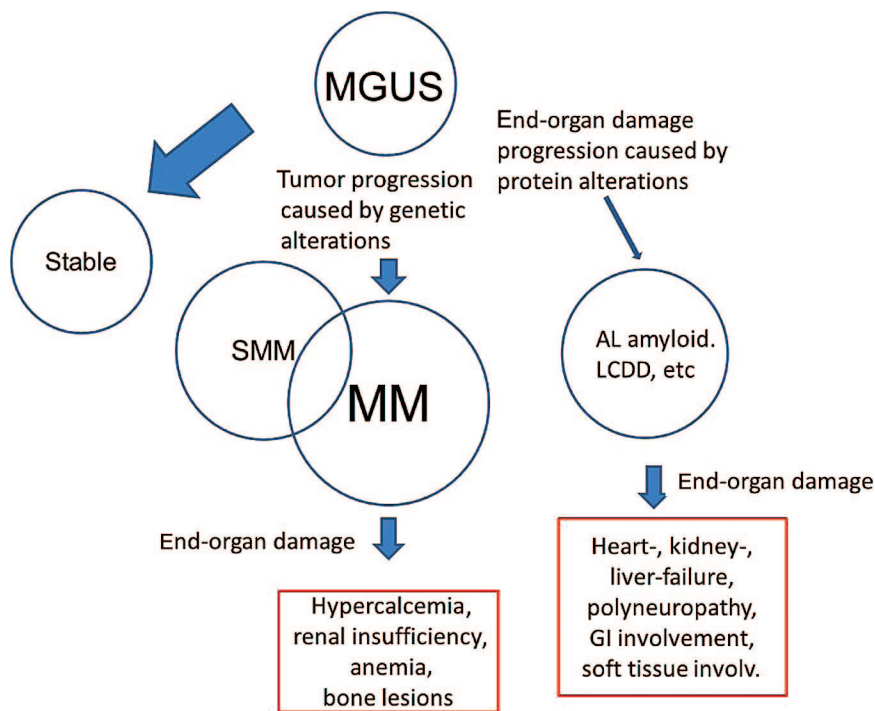 MGUS
End-organ damage
progression caused by
protein alterations
Tumor progression
caused by genetic
alterations
Stable
SMM
MM
AL amyloid.
LCDD, etc
End-organ damage
End-organ damage
Hypercalcemia,
renal insufficiency,
anemia,
bone lesions
Heart-, kidney-,
liver-failure,
polyneuropathy,
GI involvement,
soft tissue involv.